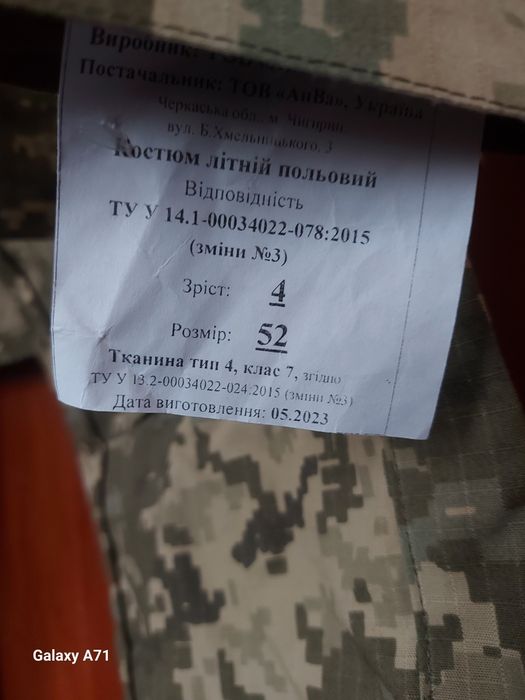 Виробник:
Постачальник: ТОВ «АпВа», Україна
Черкаська обл., м. Чигирин,
вул. Б.Хмельницького, 3
Костюм літній польовий
Відповідність
ТУ У 14.1-00034022-078:2015
(зміни №3)
Зріст: 4
Розмір: 52
Тканина тип 4, клас 7, згідно
ТУ У 13.2-00034022-024:2015 (зміни №3)
Дата виготовлення: 05.2023
Galaxy A71